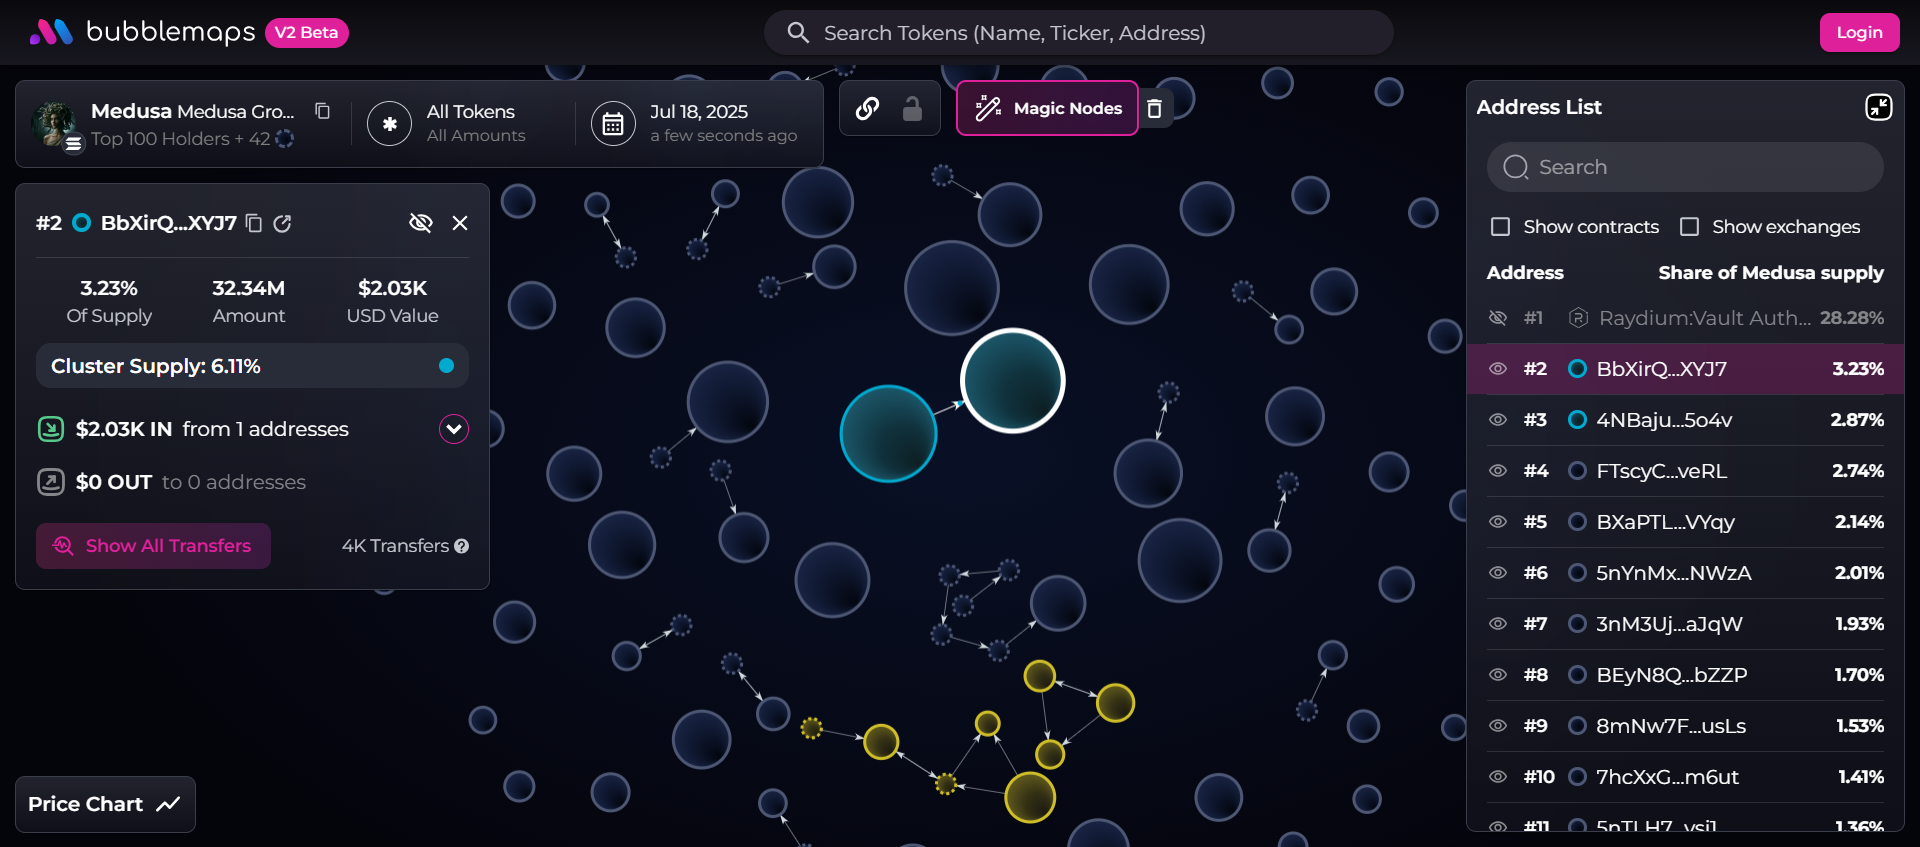 bubblemaps V2 Beta
Search Tokens (Name, Ticker, Address)
Login
Medusa Medusa Gro...
Top 100 Holders + 42
All Tokens
All Amounts
Jul 18, 2025
a few seconds ago
Magic Nodes
#2 BbXirQ...XYJ7
3.23% 32.34M $2.03K
Of Supply Amount USD Value
Cluster Supply: 6.11%
$2.03K IN from 1 addresses
$0 OUT to 0 addresses
Show All Transfers 4K Transfers ?
Price Chart
Address List
Search
Show contracts Show exchanges
Address Share of Medusa supply
#1 Raydium:Vault Auth... 28.28%
#2 BbXirQ...XYJ7 3.23%
#3 4NBaju...5o4v 2.87%
#4 FTscyC...veRL 2.74%
#5 BXaPTL...VYqy 2.14%
#6 5nYnMx...NWzA 2.01%
#7 3nM3Uj...aJqW 1.93%
#8 BEyN8Q...bZZP 1.70%
#9 8mNw7F...usLs 1.53%
#10 7hcXxG...m6ut 1.41%
#11 1.36%